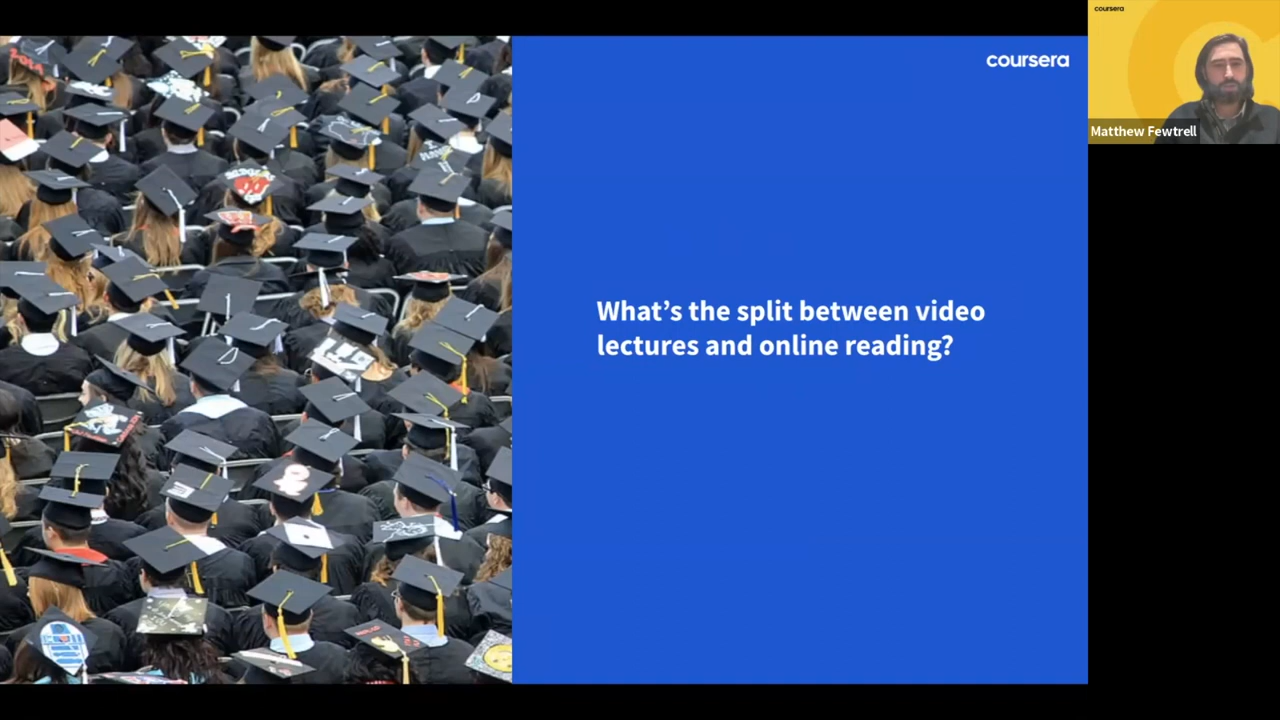 coursera
What's the split between video
lectures and online reading?
coursera
Matthew Fewtrell